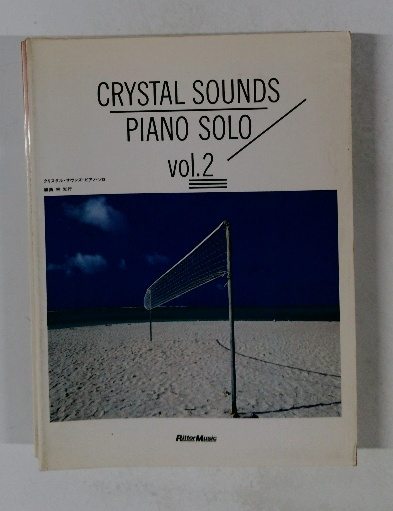 CRYSTAL SOUNDS
PIANO SOLO
vol.2
クリスタル・サウンズ/ピアノ・ソロ
Rittor Music